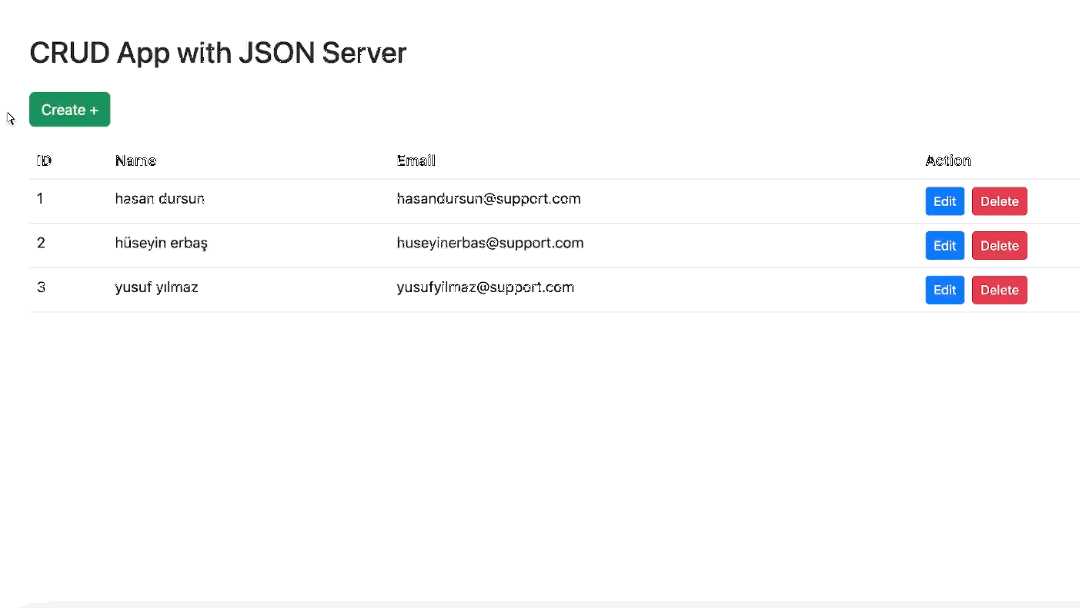 CRUD App with JSON Server
Create +
ID Name Email Action
1 hasan dursun hasandursun@support.com Edit Delete
2 hüseyin erbaş huseyinerbas@support.com Edit Delete
3 yusuf yılmaz yusufyilmaz@support.com Edit Delete